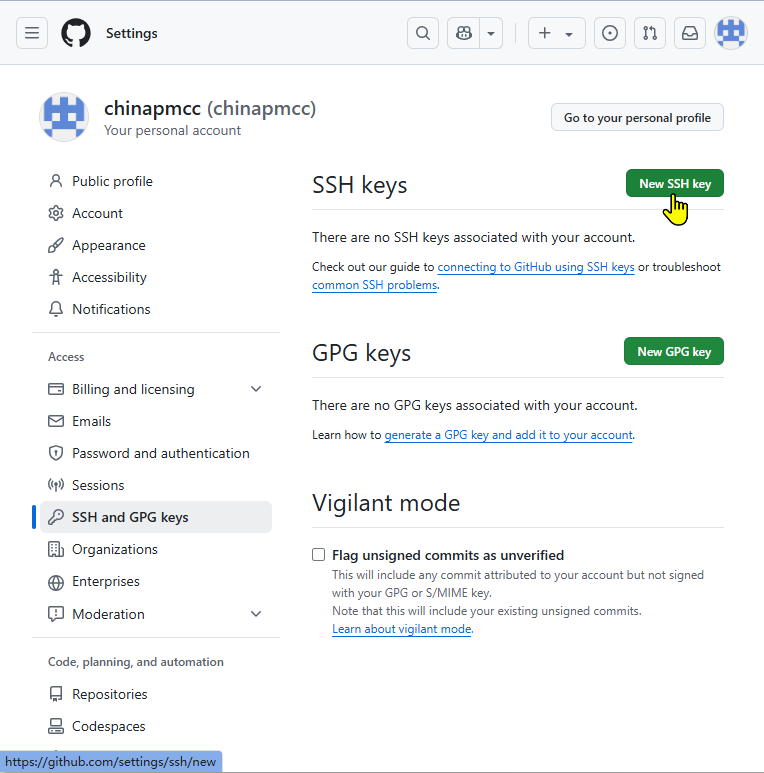 Settings
chinapmcc (chinapmcc)
Your personal account
Go to your personal profile
Public profile
Account
Appearance
Accessibility
Notifications
Access
Billing and licensing
Emails
Password and authentication
Sessions
SSH and GPG keys
Organizations
Enterprises
Moderation
Code, planning, and automation
Repositories
Codespaces
SSH keys
New SSH key
There are no SSH keys associated with your account.
Check out our guide to connecting to GitHub using SSH keys or troubleshoot
common SSH problems.
GPG keys
New GPG key
There are no GPG keys associated with your account.
Learn how to generate a GPG key and add it to your account.
Vigilant mode
Flag unsigned commits as unverified
This will include any commit attributed to your account but not signed
with your GPG or S/MIME key.
Note that this will include your existing unsigned commits.
Learn about vigilant mode.
https://github.com/settings/ssh/new